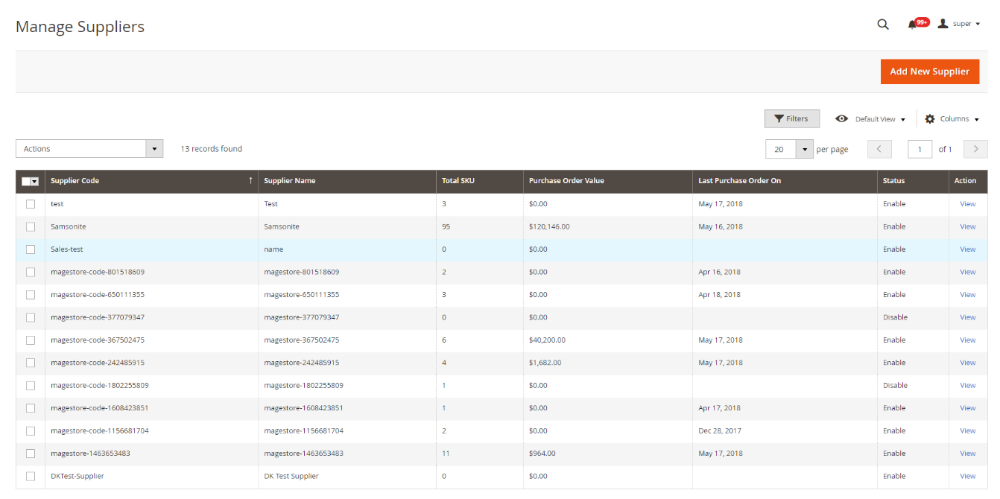 Manage Suppliers
99+ super
Add New Supplier
Filters Default View Columns
Actions 13 records found 20 per page 1 of 1
Supplier Code ↑ Supplier Name Total SKU Purchase Order Value Last Purchase Order On Status Action
test Test 3 $0.00 May 17, 2018 Enable View
Samsonite Samsonite 95 $120,146.00 May 16, 2018 Enable View
Sales-test name 0 $0.00 Enable View
magestore-code-801518609 magestore-801518609 2 $0.00 Apr 16, 2018 Enable View
magestore-code-650111355 magestore-650111355 3 $0.00 Apr 18, 2018 Enable View
magestore-code-377079347 magestore-377079347 0 $0.00 Disable View
magestore-code-367502475 magestore-367502475 6 $40,200.00 May 17, 2018 Enable View
magestore-code-242485915 magestore-242485915 4 $1,682.00 May 17, 2018 Enable View
magestore-code-1802255809 magestore-1802255809 1 $0.00 Disable View
magestore-code-1608423851 magestore-1608423851 1 $0.00 Apr 17, 2018 Enable View
magestore-code-1156681704 magestore-1156681704 2 $0.00 Dec 28, 2017 Enable View
magestore-1463653483 magestore-1463653483 11 $964.00 May 17, 2018 Enable View
DKTest-Supplier DK Test Supplier 0 $0.00 Enable View